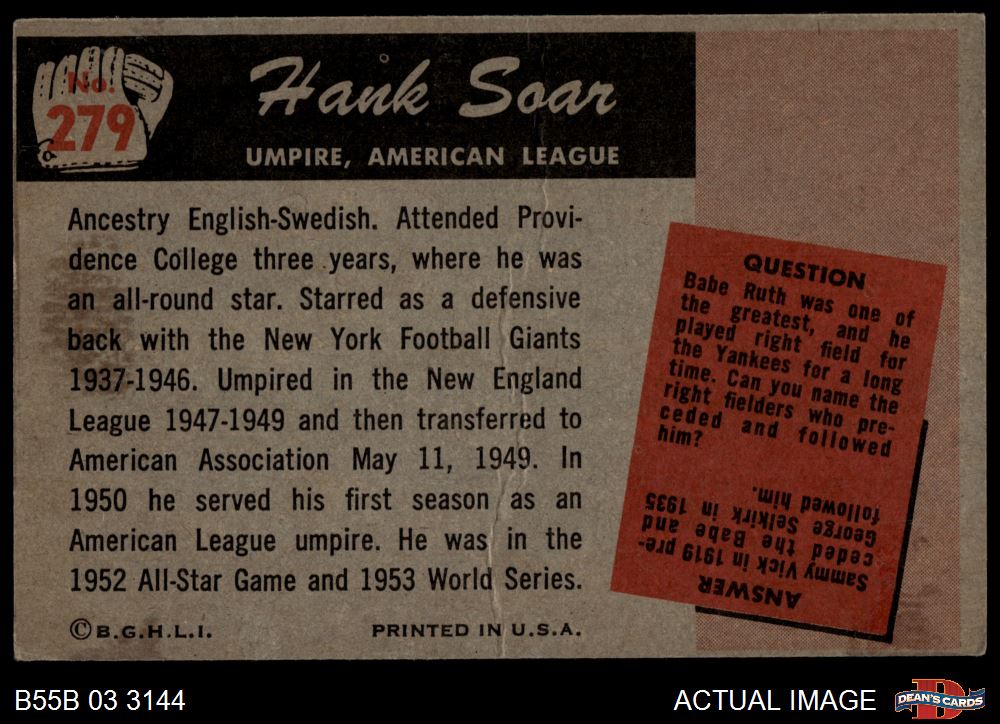 No.
279
Hank Soar
UMPIRE, AMERICAN LEAGUE
Ancestry English-Swedish. Attended Provi-
dence College three years, where he was
an all-round star. Starred as a defensive
back with the New York Football Giants
1937-1946. Umpired in the New England
League 1947-1949 and then transferred to
American Association May 11, 1949. In
1950 he served his first season as an
American League umpire. He was in the
1952 All-Star Game and 1953 World Series.
© B.G.H.L.I.
PRINTED IN U.S.A.
QUESTION
Babe Ruth was one of
the greatest, and he
played right field for
the Yankees for a long
time. Can you name the
right fielders who pre-
ceded and followed
him?
ANSWER
Sammy Vick in 1919 pre-
ceded the Babe and
George Selkirk in 1935
followed him.
B55B 03 3144
ACTUAL IMAGE
D
DEAN'S CARDS